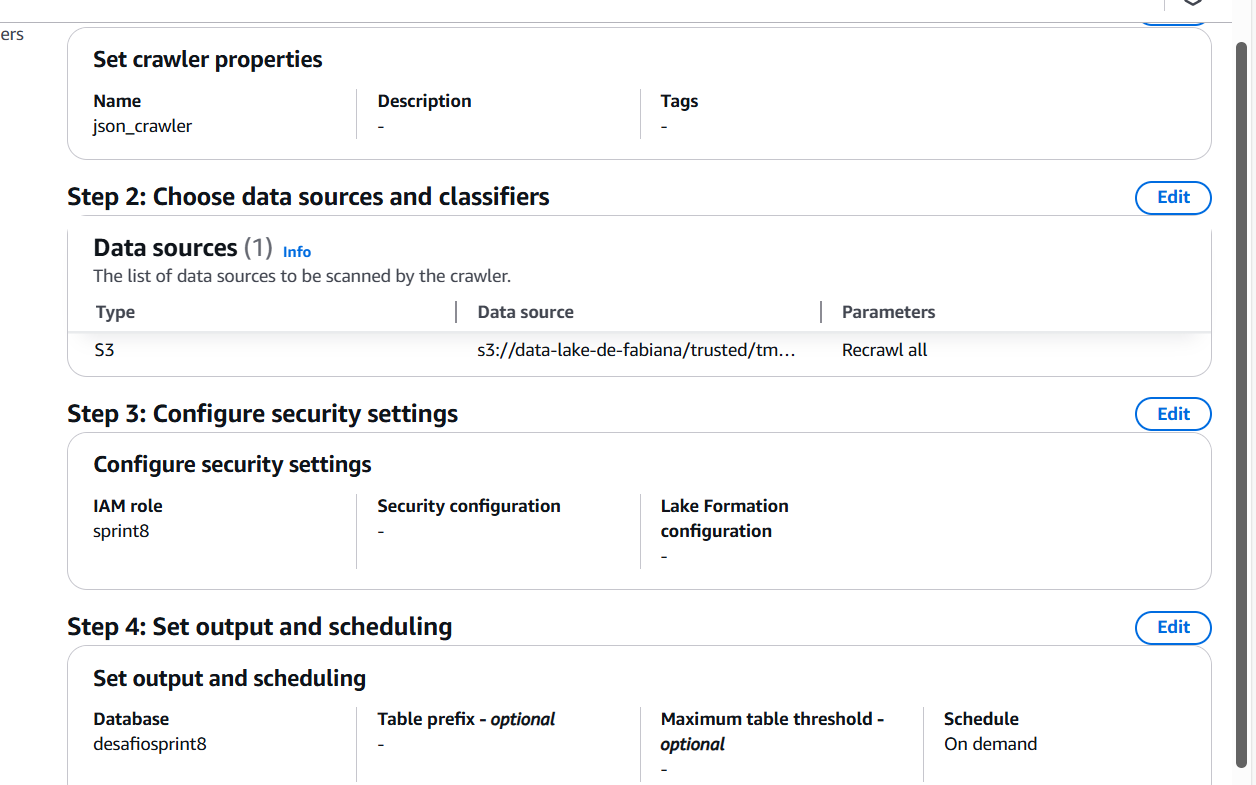 ers
Set crawler properties
Name Description Tags
json_crawler - -
Step 2: Choose data sources and classifiers Edit
Data sources (1) Info
The list of data sources to be scanned by the crawler.
Type Data source Parameters
S3 s3://data-lake-de-fabiana/trusted/tm… Recrawl all
Step 3: Configure security settings Edit
Configure security settings
IAM role Security configuration Lake Formation
sprint8 - configuration
-
Step 4: Set output and scheduling Edit
Set output and scheduling
Database Table prefix - optional Maximum table threshold - Schedule
desafiosprint8 - optional On demand
-